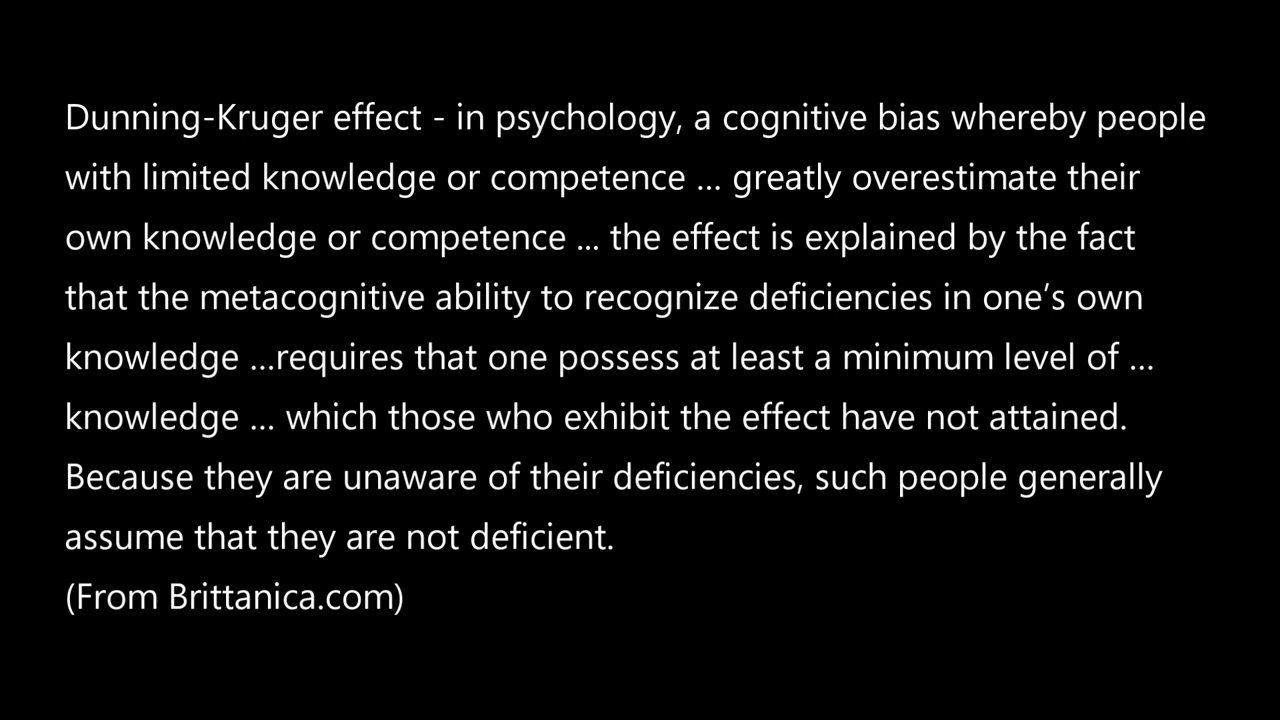 Dunning-Kruger effect - in psychology, a cognitive bias whereby people
with limited knowledge or competence ... greatly overestimate their
own knowledge or competence ... the effect is explained by the fact
that the metacognitive ability to recognize deficiencies in one’s own
knowledge ...requires that one possess at least a minimum level of ...
knowledge ... which those who exhibit the effect have not attained.
Because they are unaware of their deficiencies, such people generally
assume that they are not deficient.
(From Brittanica.com)